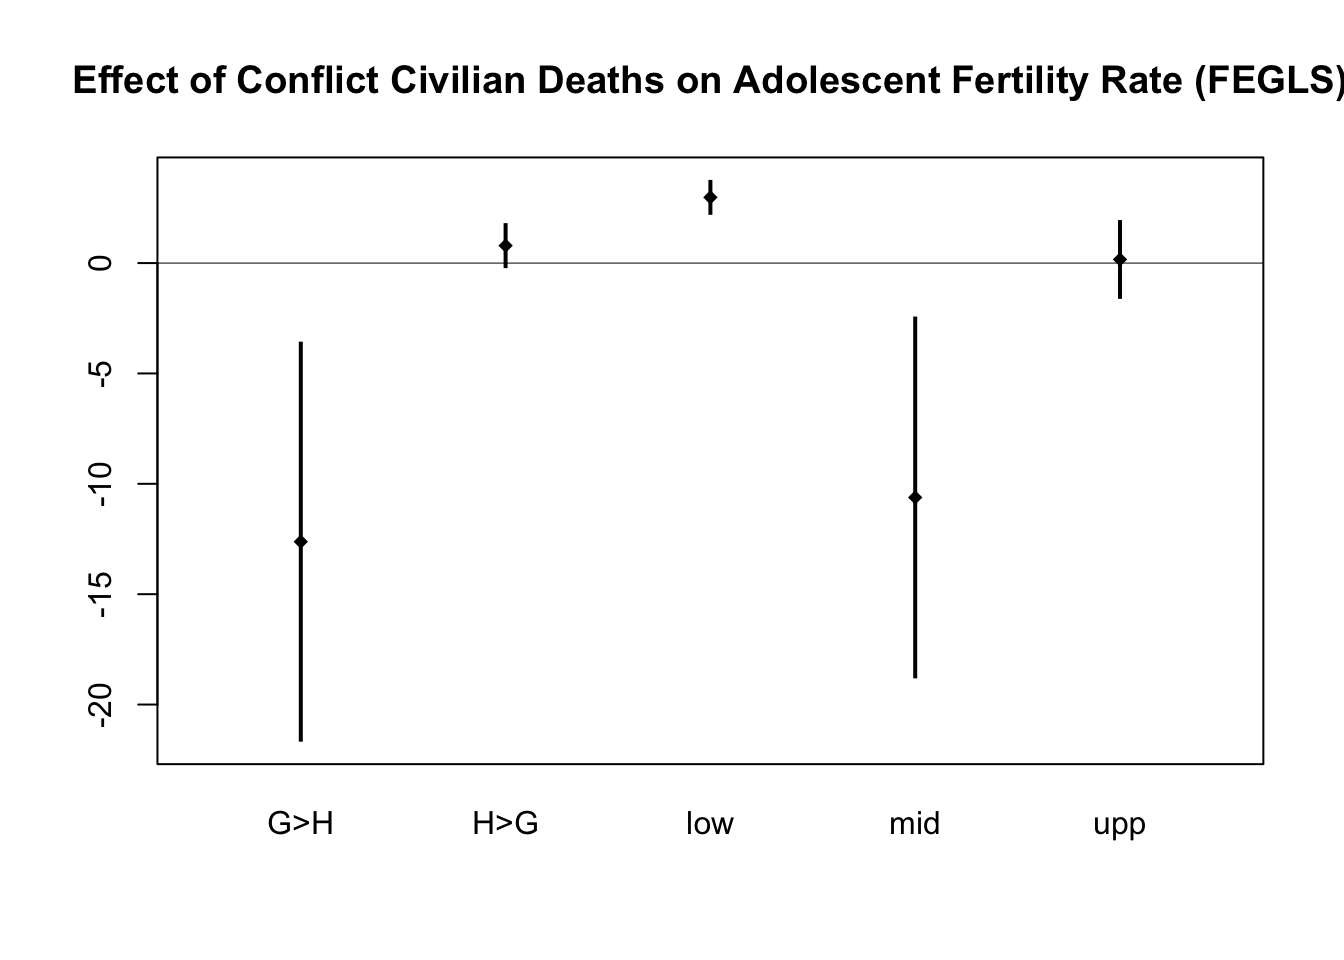 Effect of Conflict Civilian Deaths on Adolescent Fertility Rate (FEGLS)
0
-5
-10
-15
-20
G>H H>G low mid upp